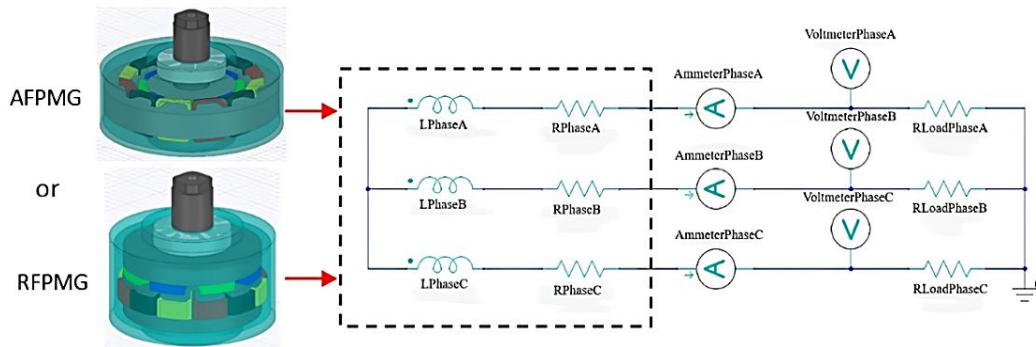 AFPMG
or
RFPMG
LPhaseA
RPhaseA
AmmeterPhaseA
A
VoltmeterPhaseA
V
RLoadPhaseA
LPhaseB
RPhaseB
AmmeterPhaseB
A
VoltmeterPhaseB
V
RLoadPhaseB
LPhaseC
RPhaseC
AmmeterPhaseC
A
VoltmeterPhaseC
V
RLoadPhaseC